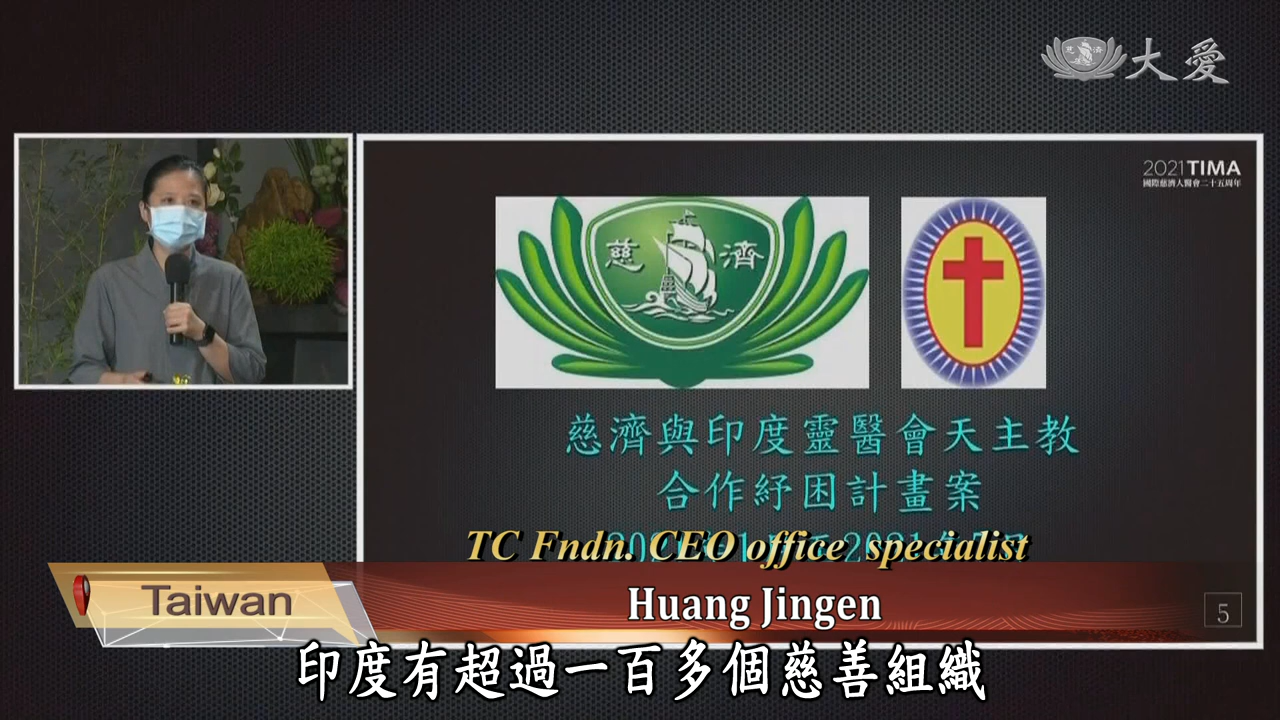 慈濟
大愛
2021TIMA
國際慈濟人醫會二十五周年
慈濟
慈濟與印度靈醫會天主教
合作紓困計畫案
TC Fndn. CEO office specialist
Taiwan
Huang Jingen
5
印度有超過一百多個慈善組織